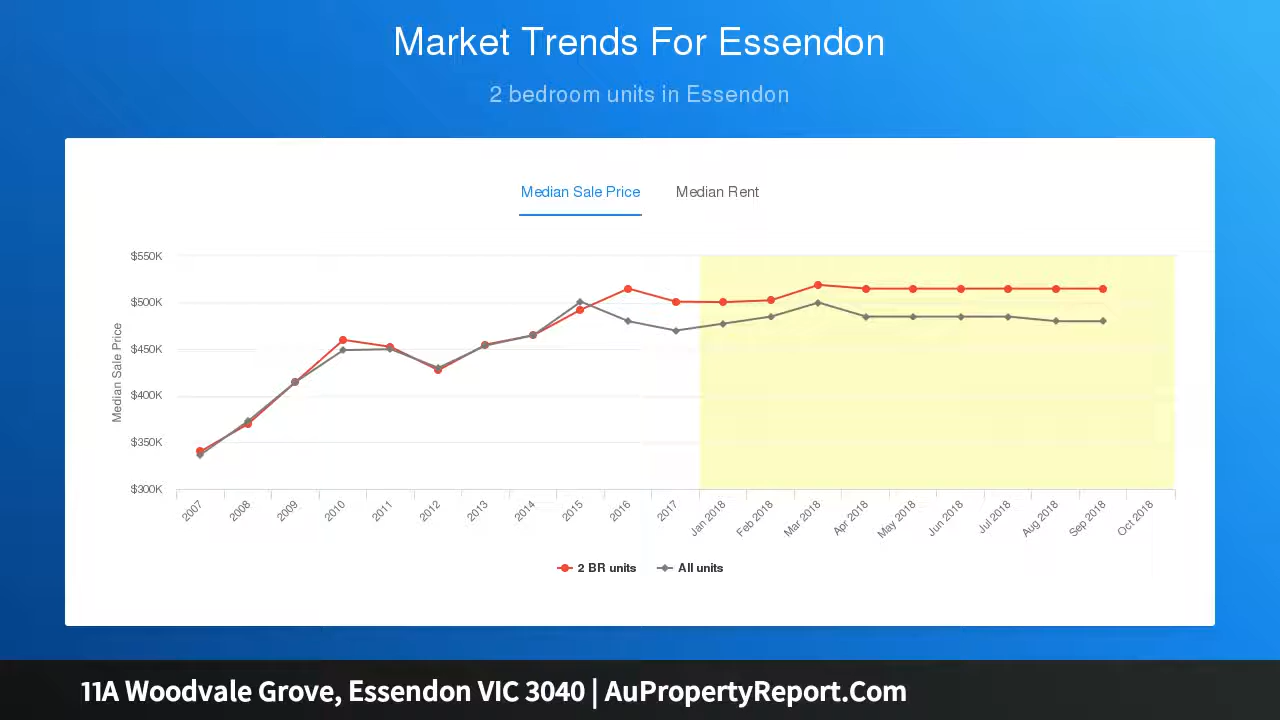 Market Trends For Essendon
2 bedroom units in Essendon
Median Sale Price Median Rent
Median Sale Price
$550K
$500K
$450K
$400K
$350K
$300K
2007 2008 2009 2010 2011 2012 2013 2014 2015 2016 2017 Jan 2018 Feb 2018 Mar 2018 Apr 2018 May 2018 Jun 2018 Jul 2018 Aug 2018 Sep 2018 Oct 2018
2 BR units All units
11A Woodvale Grove, Essendon VIC 3040 | AuPropertyReport.Com